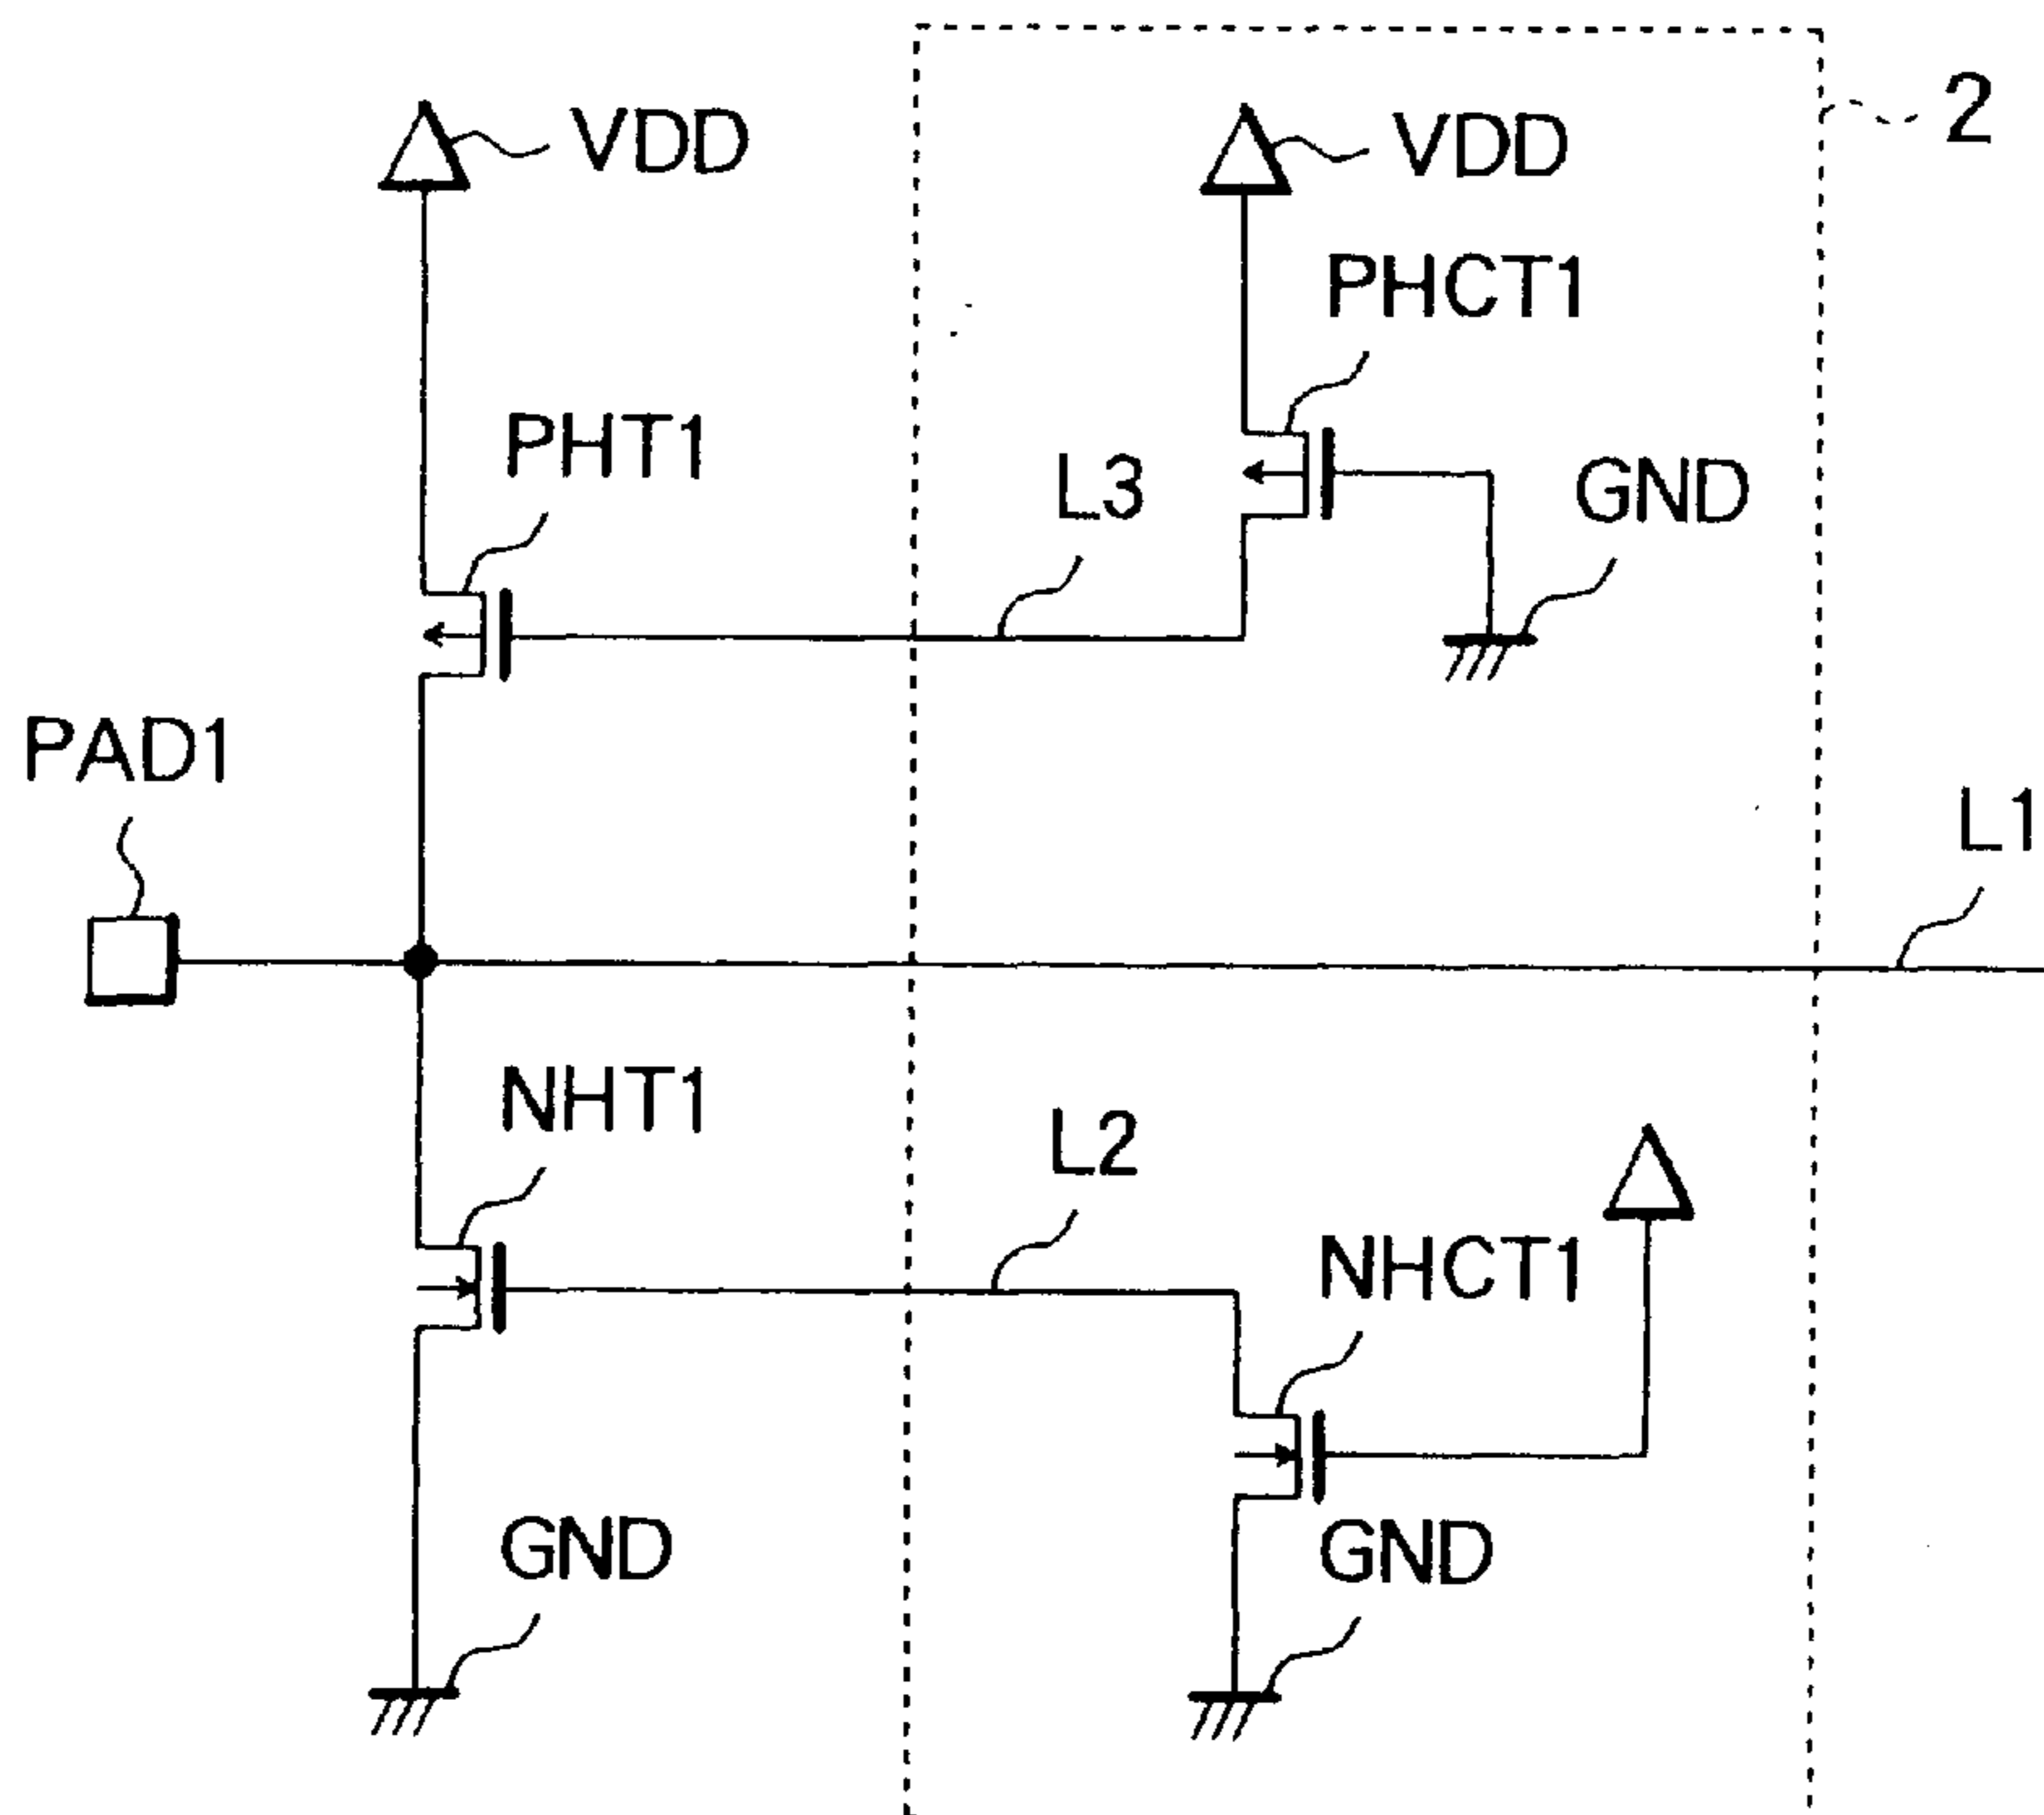 VDD
VDD
2
PHCT1
PHT1
L3
GND
PAD1
L1
NHT1
L2
NHCT1
GND
GND